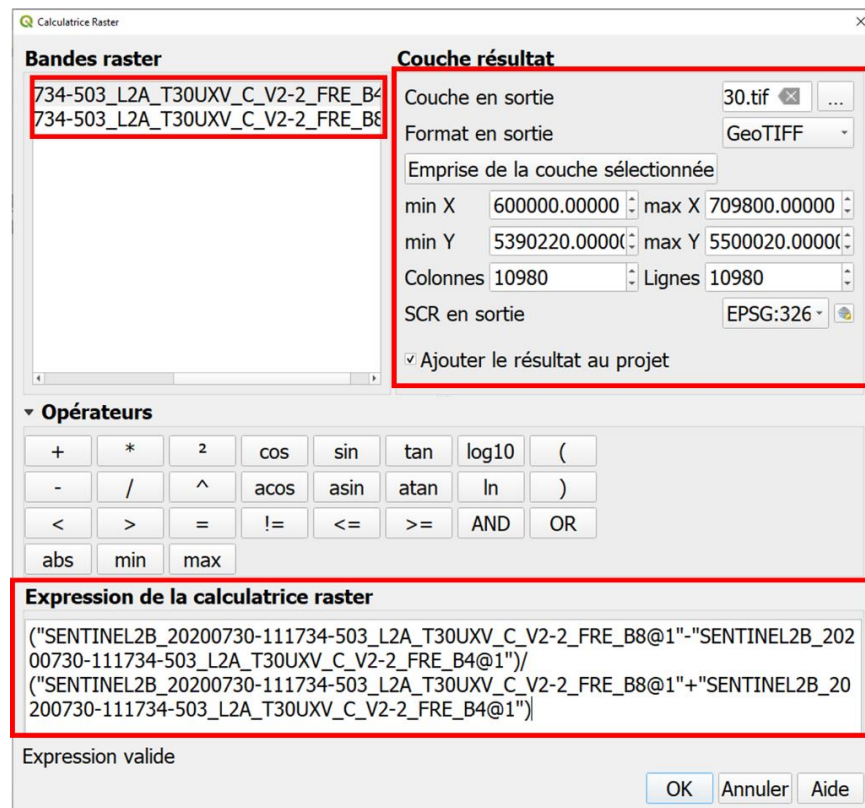 Calculatrice Raster
Bandes raster
734-503_L2A_T30UXV_C_V2-2_FRE_B4
734-503_L2A_T30UXV_C_V2-2_FRE_B8
Couche résultat
Couche en sortie 30.tif ...
Format en sortie GeoTIFF
Emprise de la couche sélectionnée
min X 600000.00000 max X 709800.00000
min Y 5390220.0000( max Y 5500020.0000(
Colonnes 10980 Lignes 10980
SCR en sortie EPSG:326
Ajouter le résultat au projet
Opérateurs
+ * ² cos sin tan log10 (
- / ^ acos asin atan ln )
< > = != <= >= AND OR
abs min max
Expression de la calculatrice raster
("SENTINEL2B_20200730-111734-503_L2A_T30UXV_C_V2-2_FRE_B8@1"-"SENTINEL2B_202
00730-111734-503_L2A_T30UXV_C_V2-2_FRE_B4@1")/
("SENTINEL2B_20200730-111734-503_L2A_T30UXV_C_V2-2_FRE_B8@1"+"SENTINEL2B_20
200730-111734-503_L2A_T30UXV_C_V2-2_FRE_B4@1")
Expression valide
OK Annuler Aide